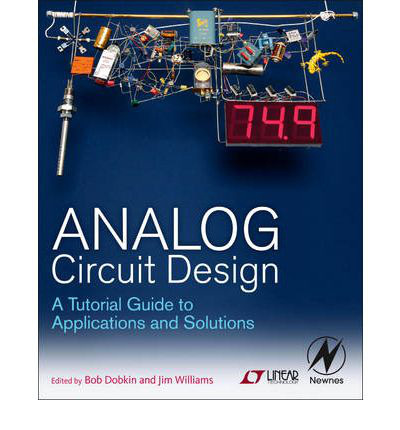 74.9
ANALOG
Circuit Design
A Tutorial Guide to
Applications and Solutions
Edited by Bob Dobkin and Jim Williams
LINEAR
TECHNOLOGY
Newnes